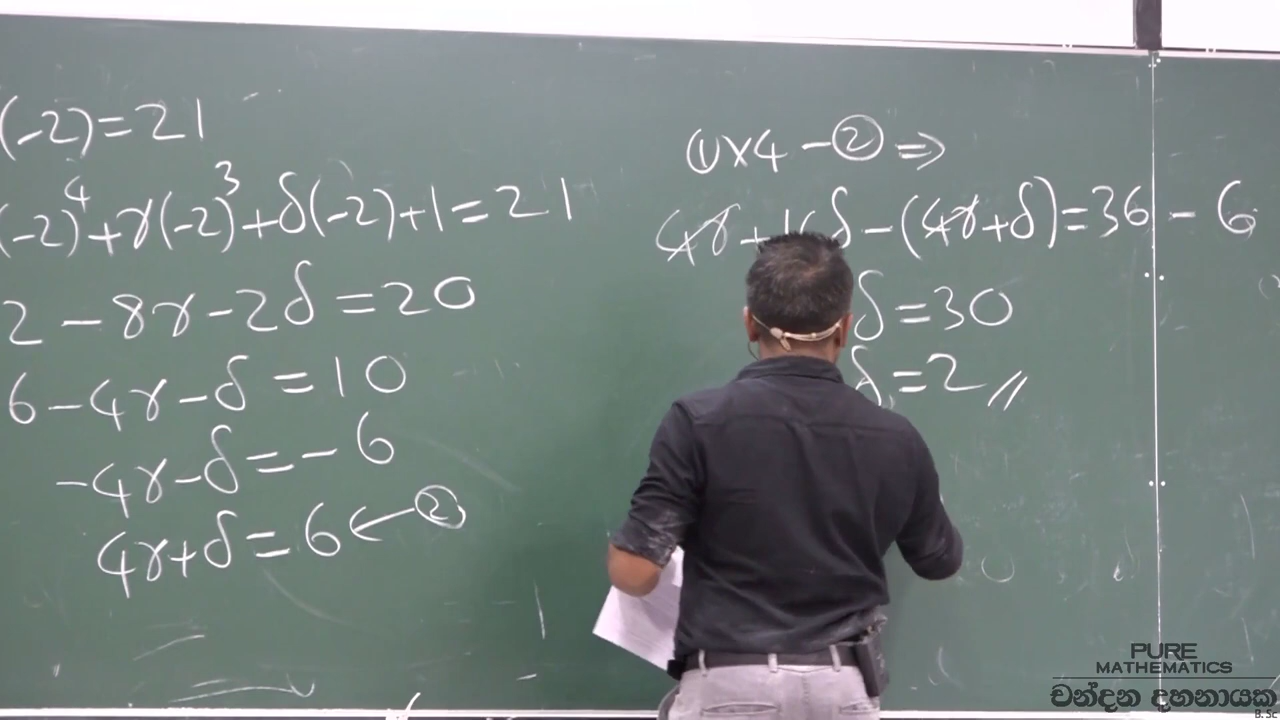 (-2)=21
(-2)⁴+γ(-2)³+δ(-2)+1=21
2-8γ-2δ=20
6-4γ-δ=10
-4γ-δ=-6
4γ+δ=6←②
①×4-②⇒
4γ+16δ-(4γ+δ)=36-6
δ=30
δ=2//
PURE
MATHEMATICS
චන්දන දහනායක
B.Sc